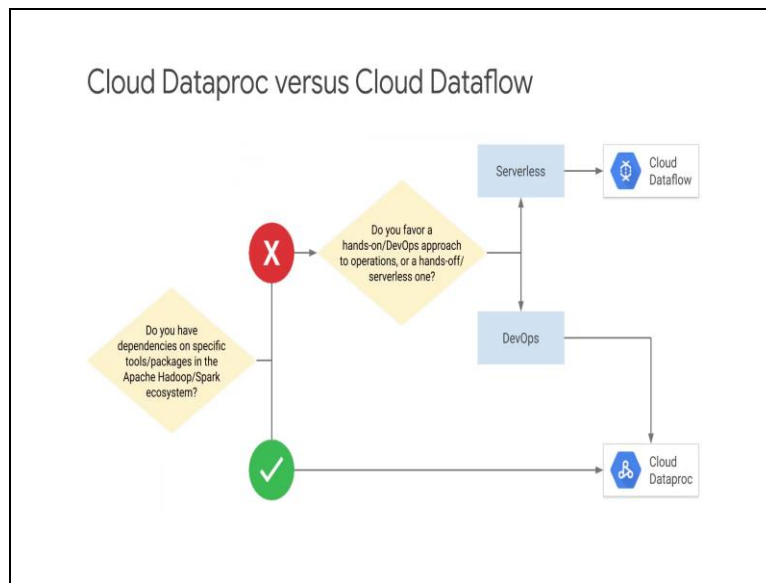 Cloud Dataproc versus Cloud Dataflow
Serverless
Cloud
Dataflow
X
Do you favor a
hands-on/DevOps approach
to operations, or a hands-off/
serverless one?
Do you have
dependencies on specific
tools/packages in the
Apache Hadoop/Spark
ecosystem?
DevOps
Cloud
Dataproc